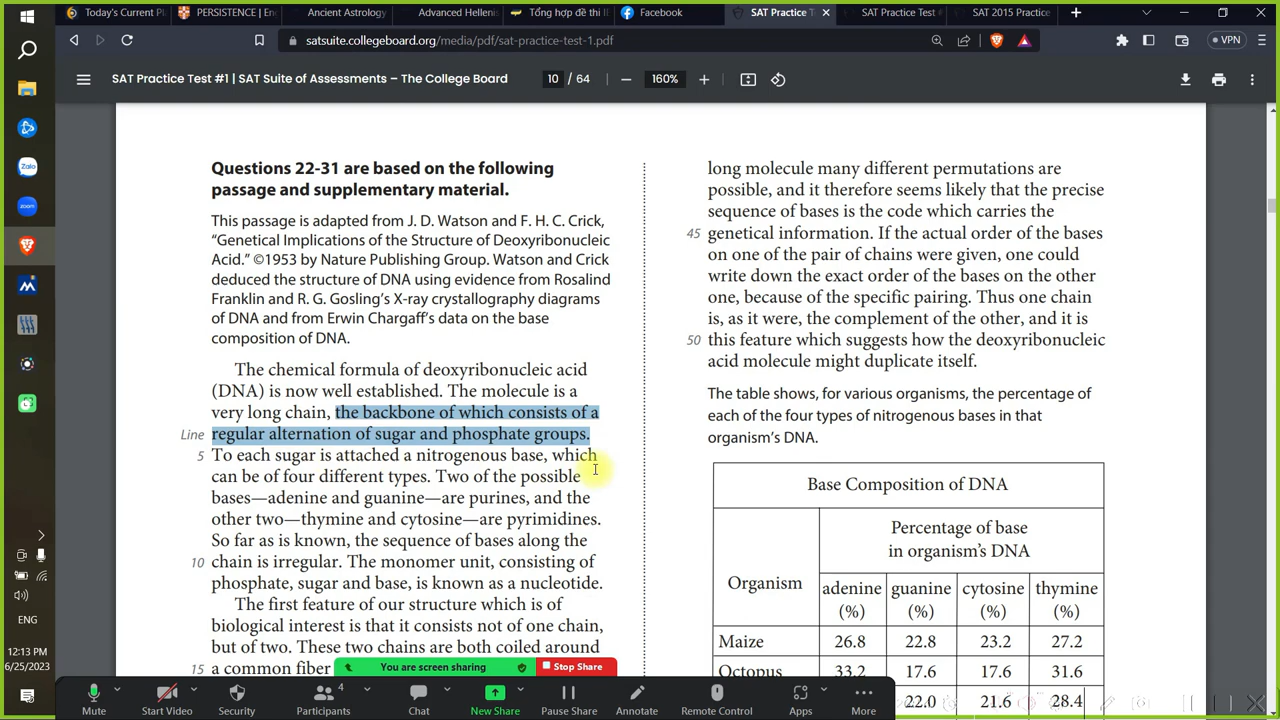 Today's Current Pl
PERSISTENCE | Eng
Ancient Astrology
Advanced Hellenis
Tổng hợp đề thi IE
Facebook
SAT Practice T
SAT Practice Test #
SAT 2015 Practice
satsuite.collegeboard.org/media/pdf/sat-practice-test-1.pdf
VPN
SAT Practice Test #1 | SAT Suite of Assessments – The College Board
10 / 64
160%
Questions 22-31 are based on the following
passage and supplementary material.
This passage is adapted from J. D. Watson and F. H. C. Crick,
“Genetical Implications of the Structure of Deoxyribonucleic
Acid.” ©1953 by Nature Publishing Group. Watson and Crick
deduced the structure of DNA using evidence from Rosalind
Franklin and R. G. Gosling’s X-ray crystallography diagrams
of DNA and from Erwin Chargaff’s data on the base
composition of DNA.
The chemical formula of deoxyribonucleic acid
(DNA) is now well established. The molecule is a
very long chain, the backbone of which consists of a
Line regular alternation of sugar and phosphate groups.
5 To each sugar is attached a nitrogenous base, which
can be of four different types. Two of the possible
bases—adenine and guanine—are purines, and the
other two—thymine and cytosine—are pyrimidines.
So far as is known, the sequence of bases along the
10 chain is irregular. The monomer unit, consisting of
phosphate, sugar and base, is known as a nucleotide.
The first feature of our structure which is of
biological interest is that it consists not of one chain,
but of two. These two chains are both coiled around
15 a common fiber
long molecule many different permutations are
possible, and it therefore seems likely that the precise
sequence of bases is the code which carries the
45 genetical information. If the actual order of the bases
on one of the pair of chains were given, one could
write down the exact order of the bases on the other
one, because of the specific pairing. Thus one chain
is, as it were, the complement of the other, and it is
50 this feature which suggests how the deoxyribonucleic
acid molecule might duplicate itself.
The table shows, for various organisms, the percentage of
each of the four types of nitrogenous bases in that
organism’s DNA.
Base Composition of DNA
Organism
Percentage of base
in organism’s DNA
adenine (%) guanine (%) cytosine (%) thymine (%)
Maize 26.8 22.8 23.2 27.2
Octopus 33.2 17.6 17.6 31.6
22.0 21.6 28.4
Zalo
zoom
ENG
12:13 PM
6/25/2023
You are screen sharing
Stop Share
4
Mute
Start Video
Security
Participants
Chat
New Share
Pause Share
Annotate
Remote Control
Apps
More